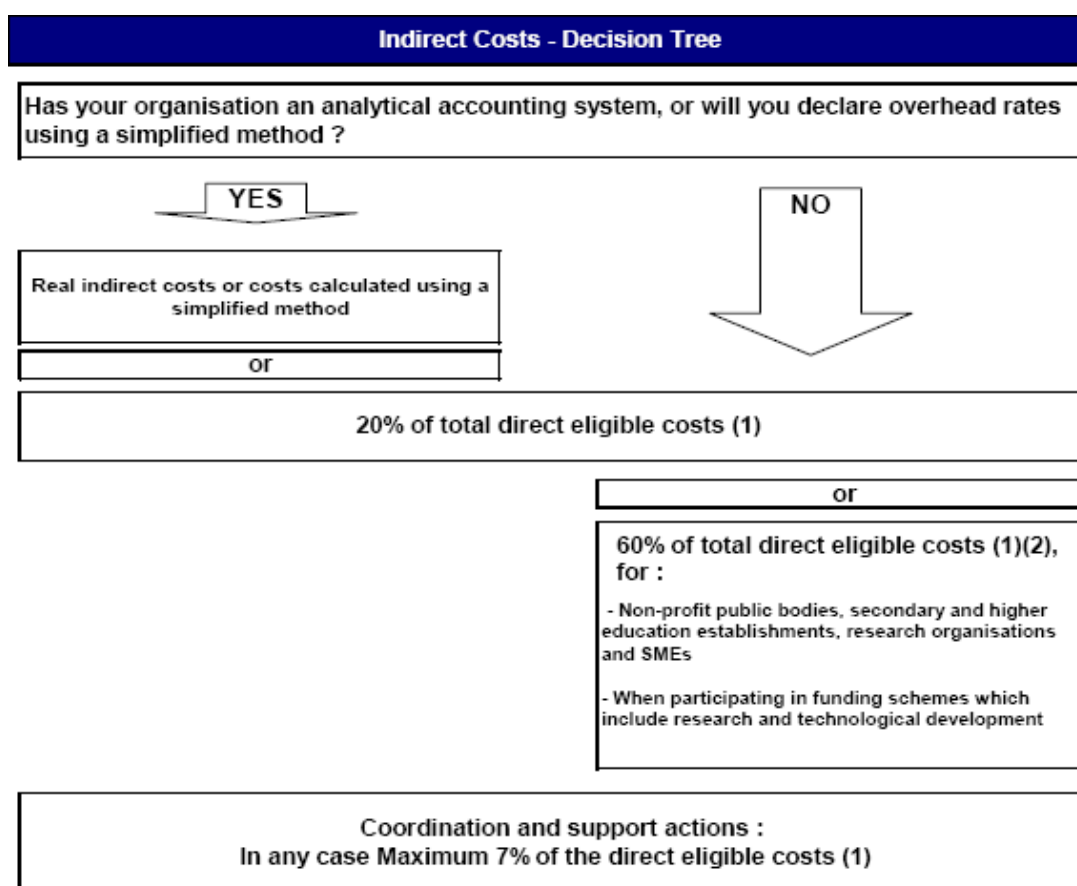 Indirect Costs - Decision Tree
Has your organisation an analytical accounting system, or will you declare overhead rates
using a simplified method ?
YES
NO
Real indirect costs or costs calculated using a
simplified method
or
20% of total direct eligible costs (1)
or
60% of total direct eligible costs (1)(2),
for :
- Non-profit public bodies, secondary and higher
education establishments, research organisations
and SMEs
- When participating in funding schemes which
include research and technological development
Coordination and support actions :
In any case Maximum 7% of the direct eligible costs (1)